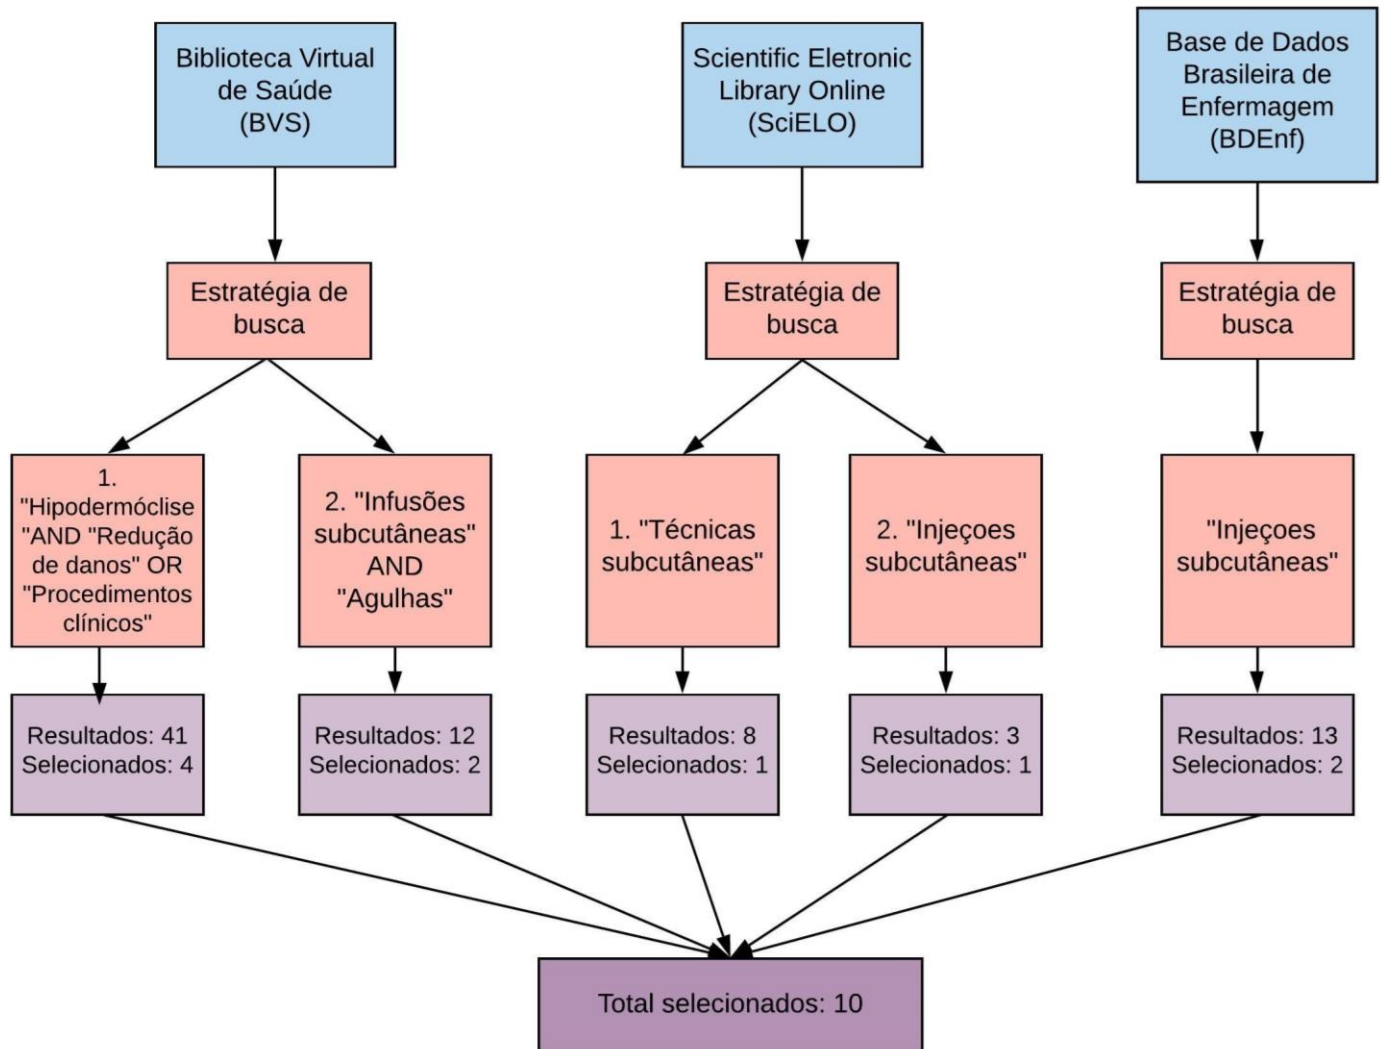 Biblioteca Virtual
de Saúde
(BVS)
Scientific Eletronic
Library Online
(SciELO)
Base de Dados
Brasileira de
Enfermagem
(BDEnf)
Estratégia de
busca
Estratégia de
busca
Estratégia de
busca
1.
"Hipodermóclise
"AND "Redução
de danos" OR
"Procedimentos
clínicos"
2. "Infusões
subcutâneas"
AND
"Agulhas"
1. "Técnicas
subcutâneas"
2. "Injeçoes
subcutâneas"
"Injeçoes
subcutâneas"
Resultados: 41
Selecionados: 4
Resultados: 12
Selecionados: 2
Resultados: 8
Selecionados: 1
Resultados: 3
Selecionados: 1
Resultados: 13
Selecionados: 2
Total selecionados: 10